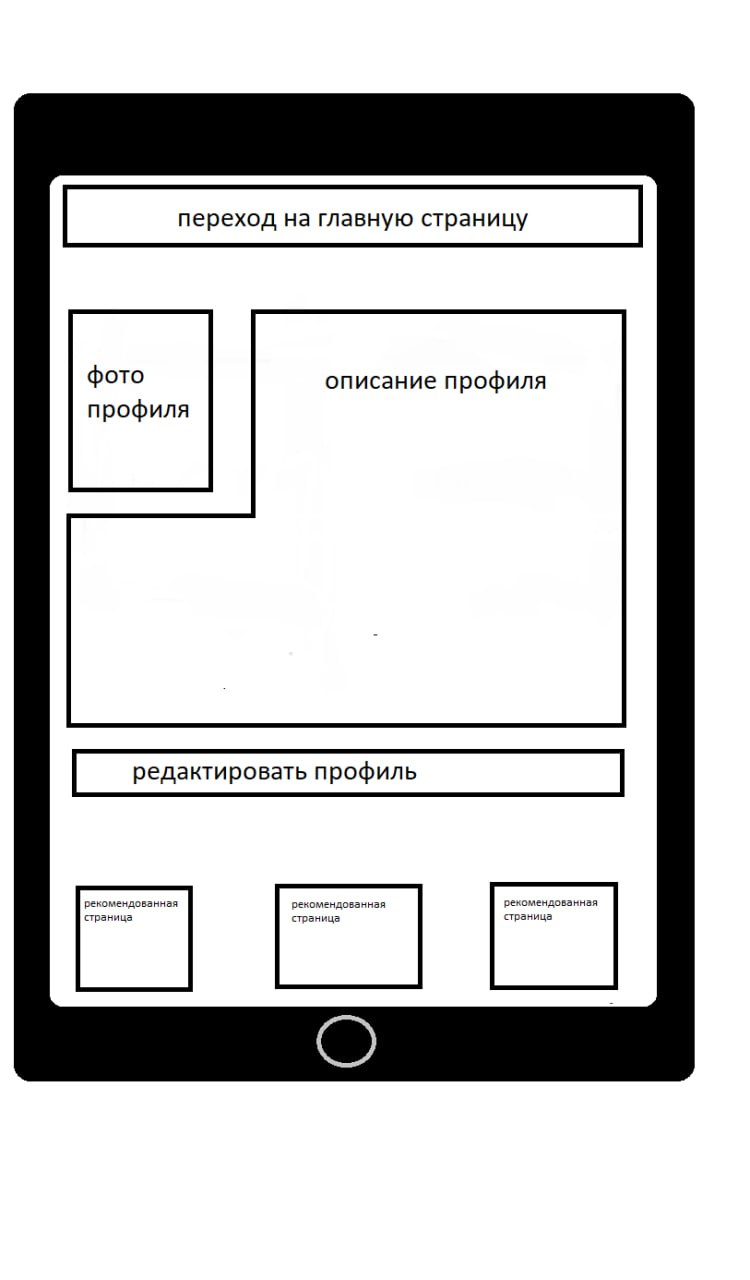 переход на главную страницу
фото
профиля
описание профиля
редактировать профиль
рекомендованная
страница
рекомендованная
страница
рекомендованная
страница